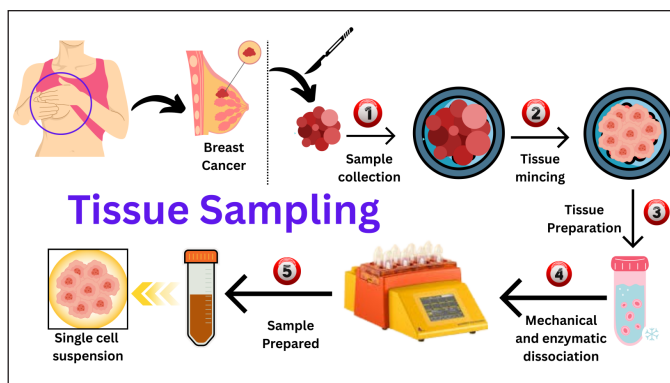 Breast
Cancer
1
Sample
collection
2
Tissue
mincing
3
Tissue
Preparation
Tissue Sampling
4
Mechanical
and enzymatic
dissociation
5
Sample
Prepared
Single cell
suspension